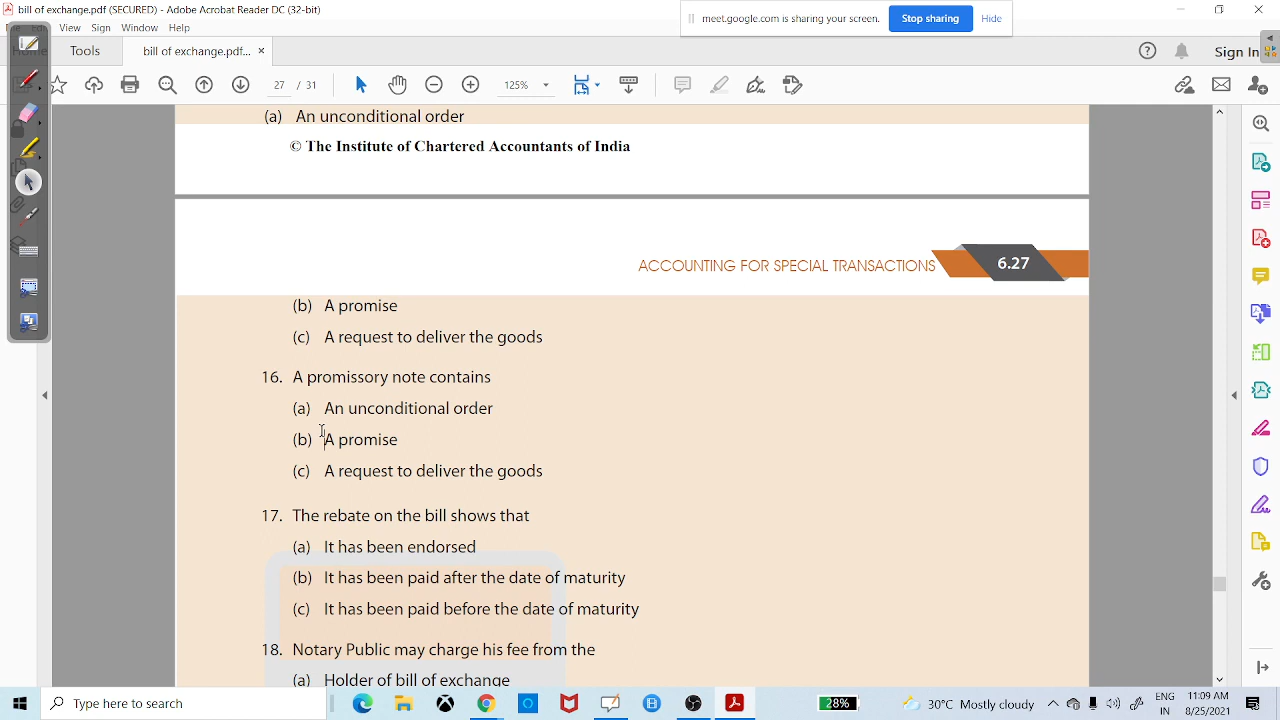 bill of exchange.pdf (SECURED) - Adobe Acrobat Reader DC (32-bit)
meet.google.com is sharing your screen.
Stop sharing
Hide
View Sign Window Help
Tools
bill of exchange.pdf... ×
Sign In
27 / 31
125%
(a) An unconditional order
© The Institute of Chartered Accountants of India
ACCOUNTING FOR SPECIAL TRANSACTIONS 6.27
(b) A promise
(c) A request to deliver the goods
16. A promissory note contains
(a) An unconditional order
(b) A promise
(c) A request to deliver the goods
17. The rebate on the bill shows that
(a) It has been endorsed
(b) It has been paid after the date of maturity
(c) It has been paid before the date of maturity
18. Notary Public may charge his fee from the
(a) Holder of bill of exchange
Type here to search
28%
30°C Mostly cloudy
ENG
IN
11:09 AM
8/25/2021